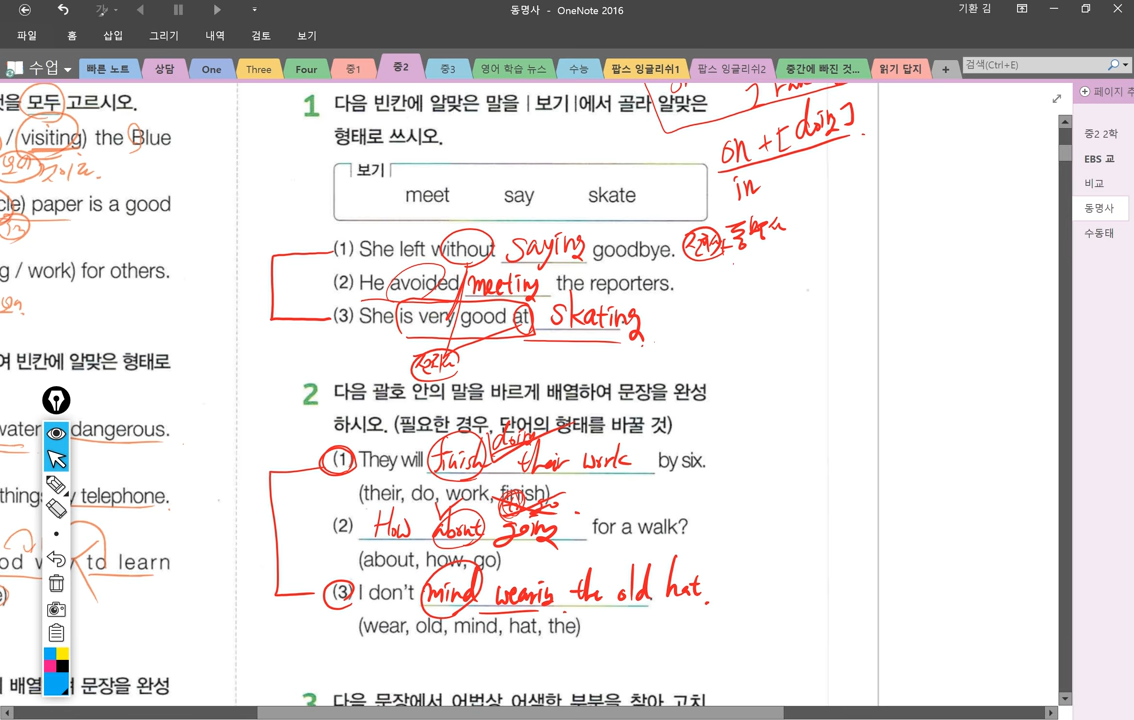 동명사 - OneNote 2016
기환 김
파일 홈 삽입 그리기 내역 검토 보기
수업 빠른 노트 상담 One Three Four 중1 중2 중3 영어 학습 뉴스 수능 팝스 잉글리쉬1 팝스 잉글리쉬2 중간에 빠진 것... 읽기 답지 + 검색(Ctrl+E)
페이지 추
중2 2학
EBS 교
비교
동명사
수동태
것을 모두 고르시오.
/ visiting) the Blue
cle) paper is a good
g / work) for others.
여 빈칸에 알맞은 형태로
water dangerous.
things by telephone.
od way to learn
배열하여 문장을 완성
1 다음 빈칸에 알맞은 말을 |보기|에서 골라 알맞은
형태로 쓰시오.
on + [doing]
in
보기
meet say skate
(1) She left without saying goodbye. 전치사 + 동명사
(2) He avoided meeting the reporters.
(3) She is very good at skating.
전치사
2 다음 괄호 안의 말을 바르게 배열하여 문장을 완성
하시오. (필요한 경우, 단어의 형태를 바꿀 것)
doing
(1) They will finish their work by six.
(their, do, work, finish)
(2) How about going for a walk?
(about, how, go)
(3) I don't mind wearing the old hat.
(wear, old, mind, hat, the)
3 다음 문장에서 어법상 어색한 부분을 찾아 고치